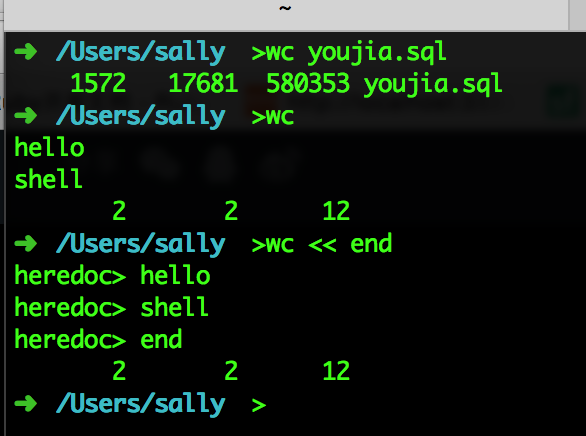 ~
➜ /Users/sally >wc youjia.sql
1572 17681 580353 youjia.sql
➜ /Users/sally >wc
hello
shell
2 2 12
➜ /Users/sally >wc << end
heredoc> hello
heredoc> shell
heredoc> end
2 2 12
➜ /Users/sally >